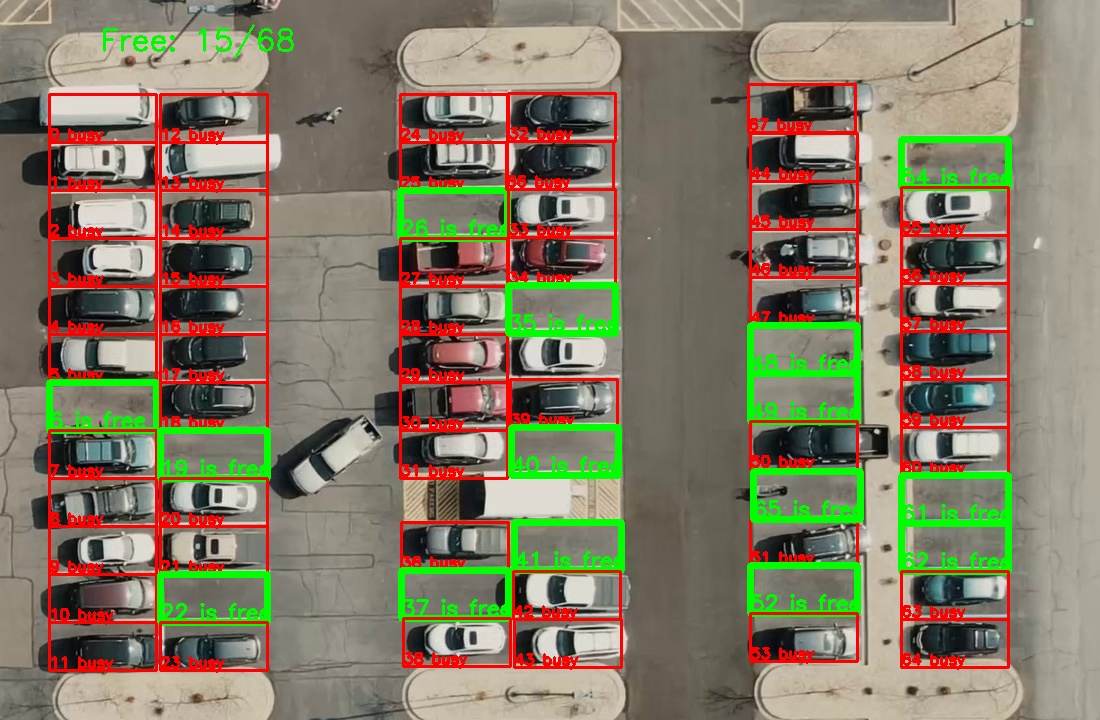 Free: 15/68
0 busy
1 busy
2 busy
3 busy
4 busy
5 busy
6 is free
7 busy
8 busy
9 busy
10 busy
11 busy
12 busy
13 busy
14 busy
15 busy
16 busy
17 busy
18 busy
19 is free
20 busy
21 busy
22 is free
23 busy
24 busy
25 busy
26 is free
27 busy
28 busy
29 busy
30 busy
31 busy
busy
37 is free
38 busy
32 busy
busy
33 busy
34 busy
35 is free
39 busy
40 is free
41 is free
42 busy
43 busy
67 busy
44 busy
45 busy
46 busy
47 busy
48 is free
49 is free
50 busy
65 is free
51 busy
52 is free
53 busy
is free
55 busy
56 busy
57 busy
58 busy
59 busy
60 busy
61 is free
62 is free
63 busy
64 busy